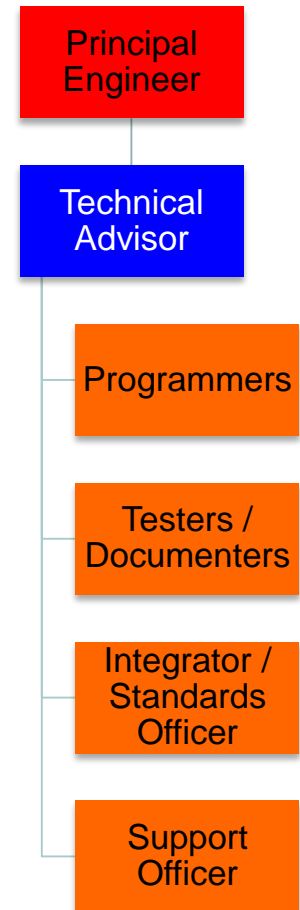 Principal
Engineer
Technical
Advisor
Programmers
Testers /
Documenters
Integrator /
Standards
Officer
Support
Officer